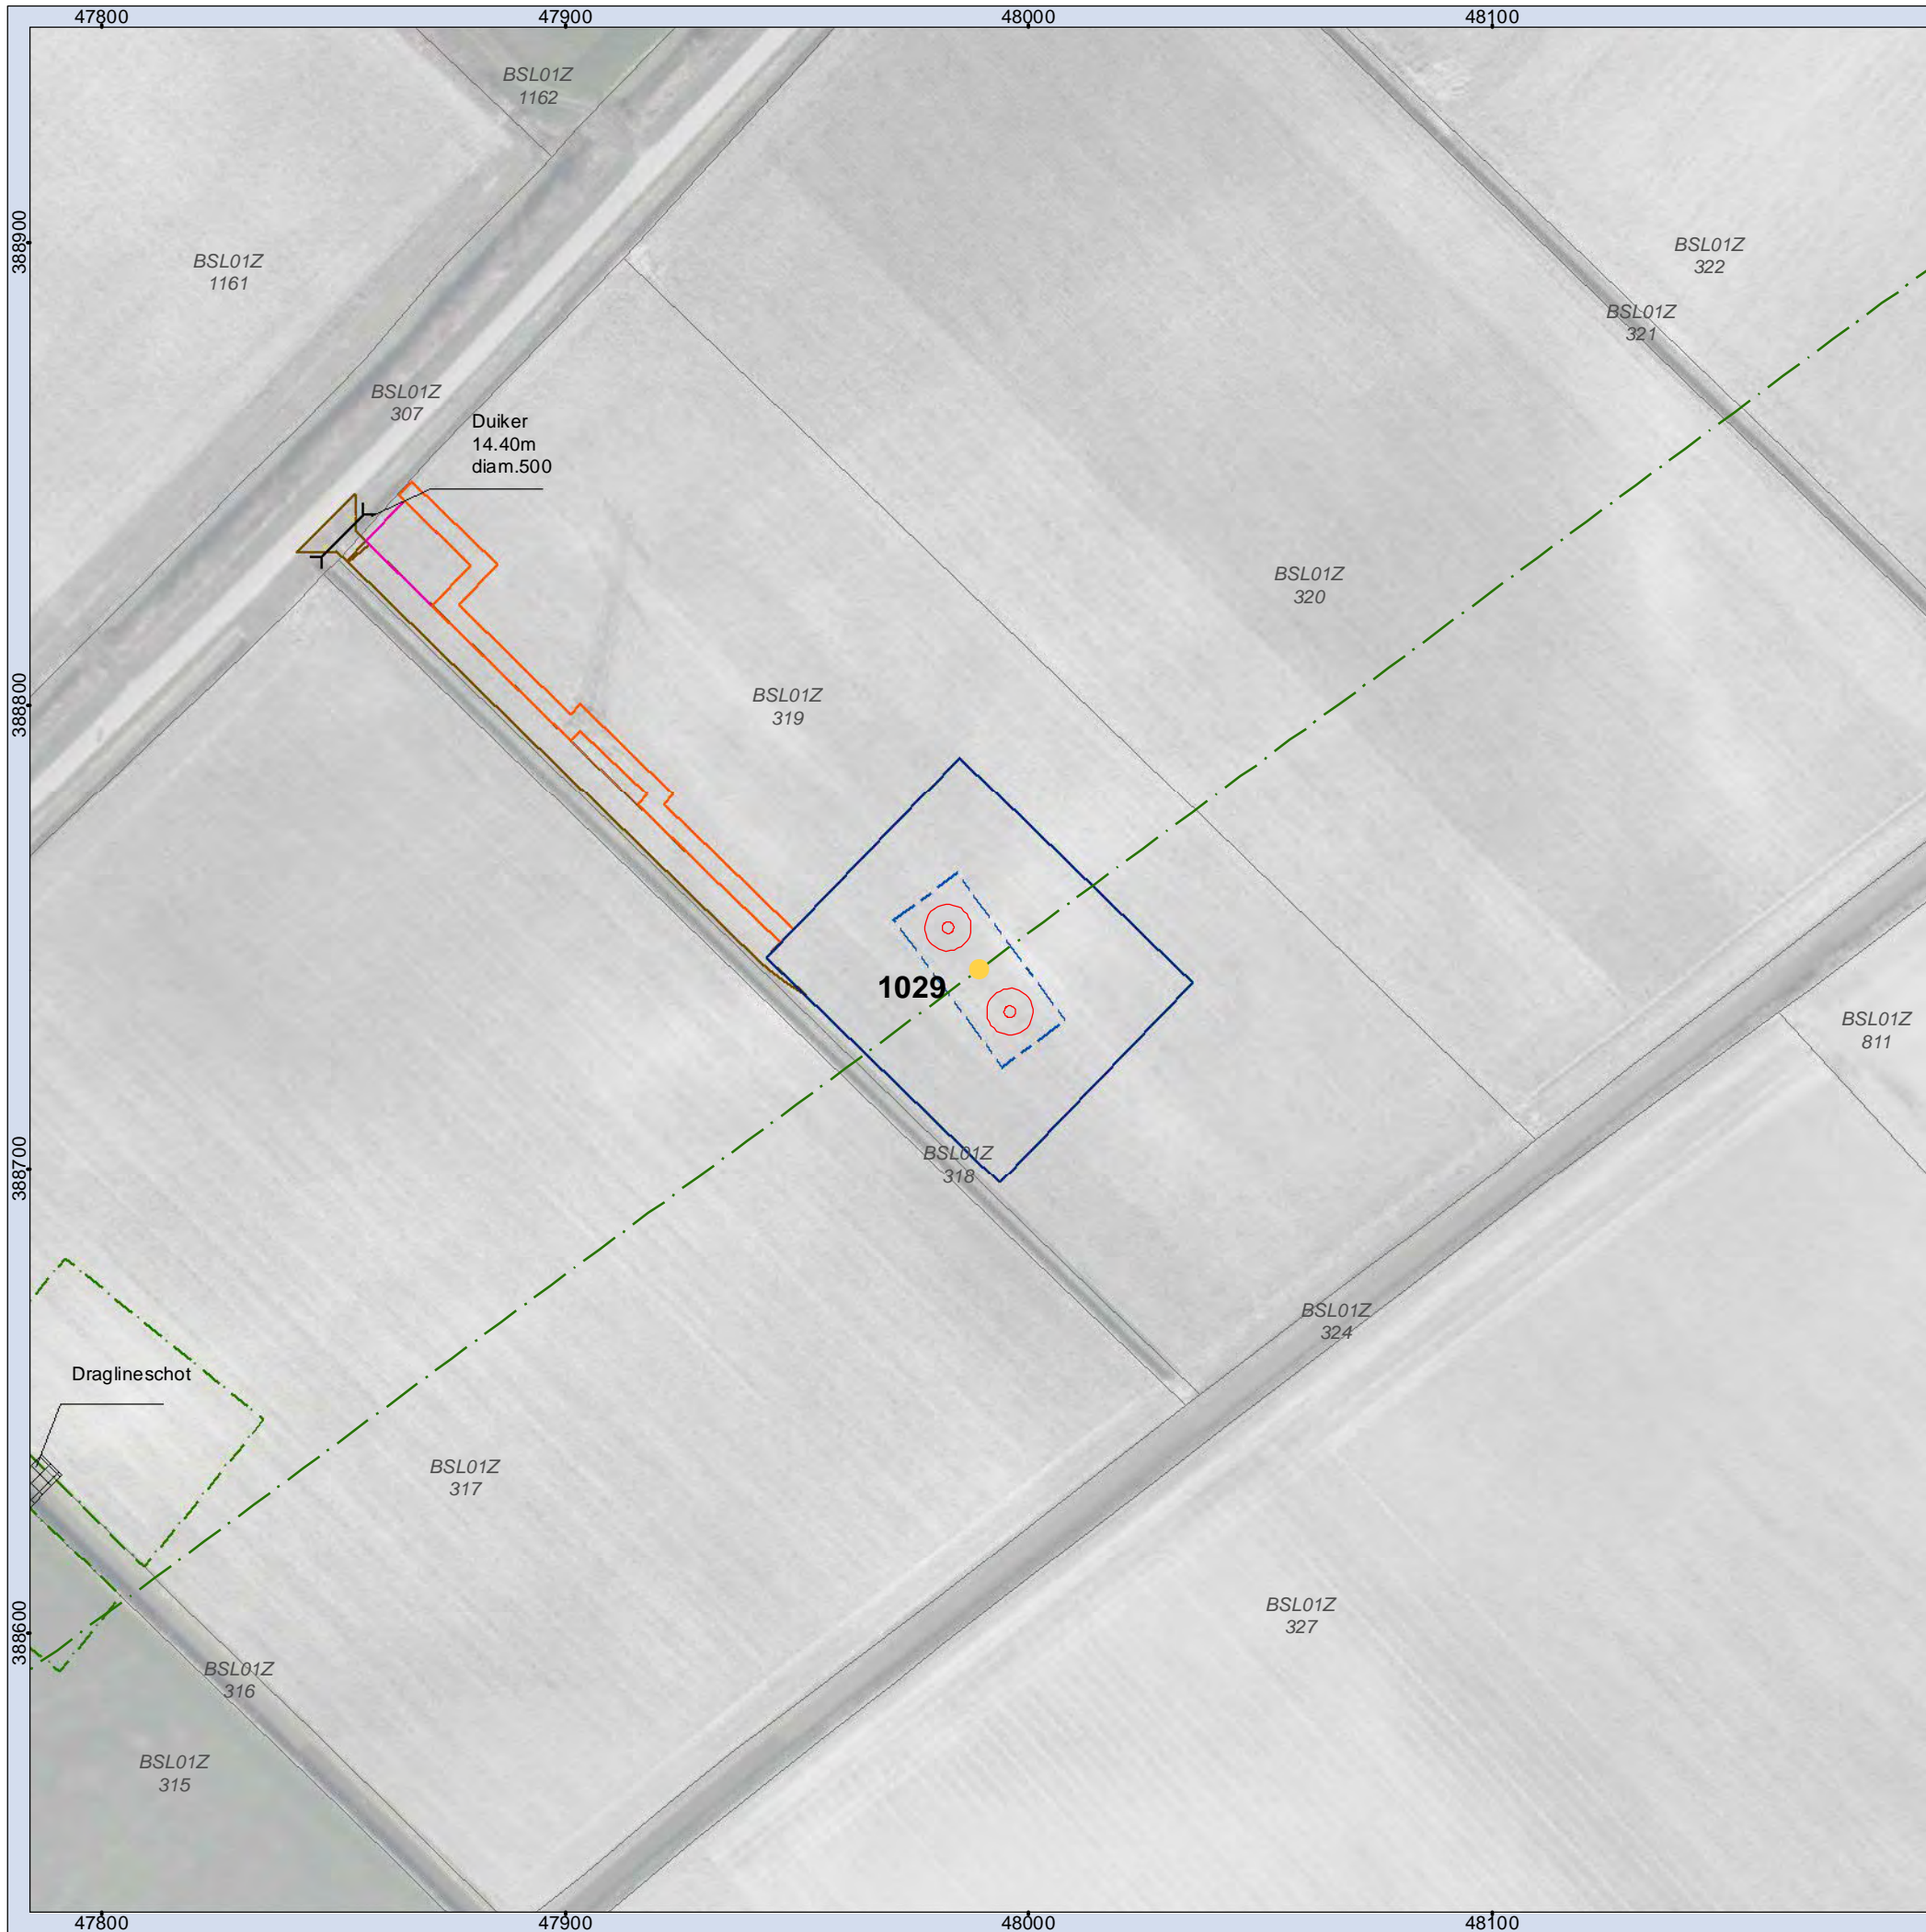 47800
47900
48000
48100
BSL01Z
1162
388900
BSL01Z
322
BSL01Z
1161
BSL01Z
321
BSL01Z
307
Duiker
14.40m
diam.500
BSL01Z
320
388800
BSL01Z
319
1029
BSL01Z
811
388700
BSL01Z
318
BSL01Z
324
Draglineschot
BSL01Z
317
388600
BSL01Z
327
BSL01Z
316
BSL01Z
315
47800
47900
48000
48100